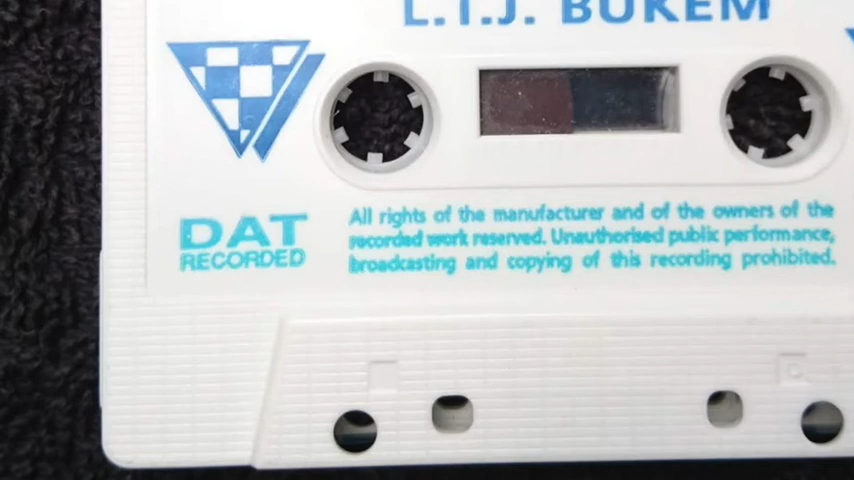 L.T.J. BUKEM
DAT
RECORDED
All rights of the manufacturer and of the owners of the
recorded work reserved. Unauthorised public performance,
broadcasting and copying of this recording prohibited.